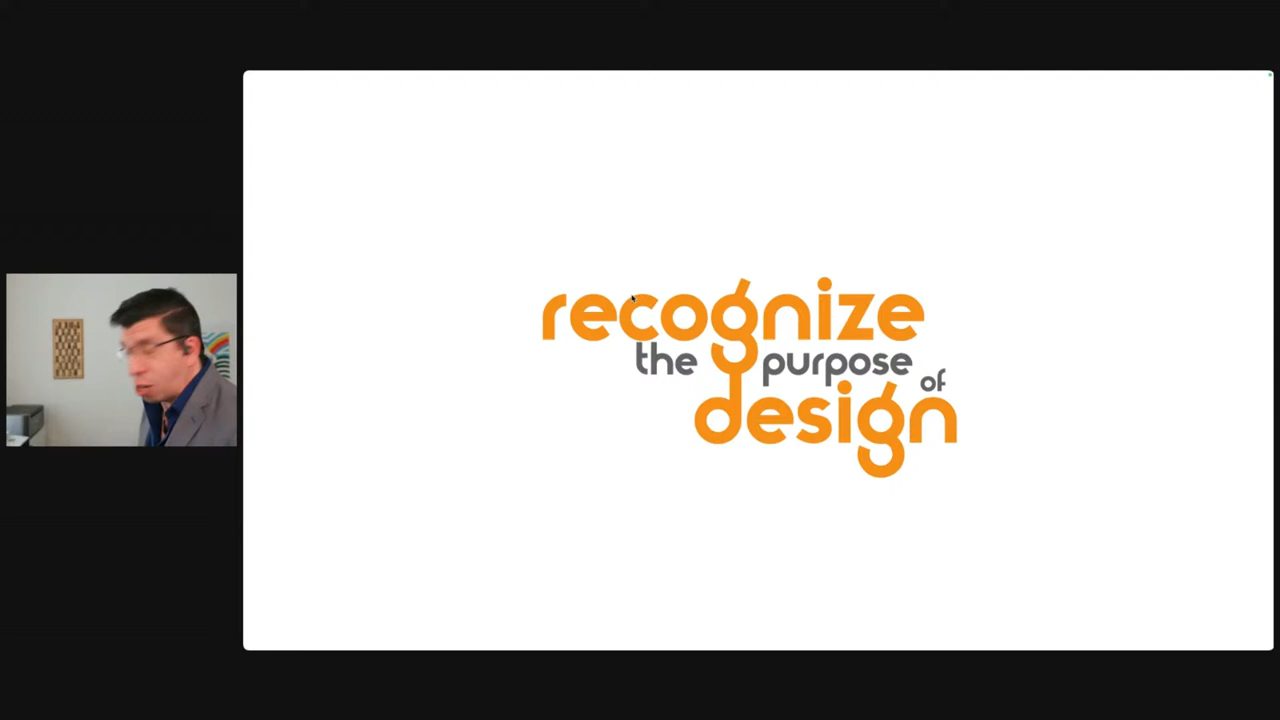 recognize
the purpose
of
design